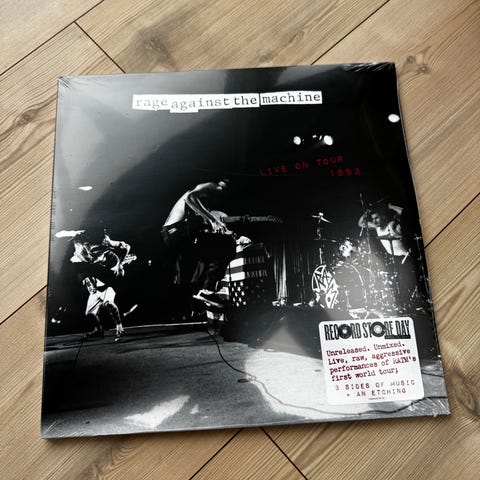 rage against the machine
LIVE ON TOUR
1993
RECORD STORE DAY
Unreleased. Unmixed.
Live, raw, aggressive
performances of RATM's
first world tour;
3 SIDES OF MUSIC
+ AN ETCHING